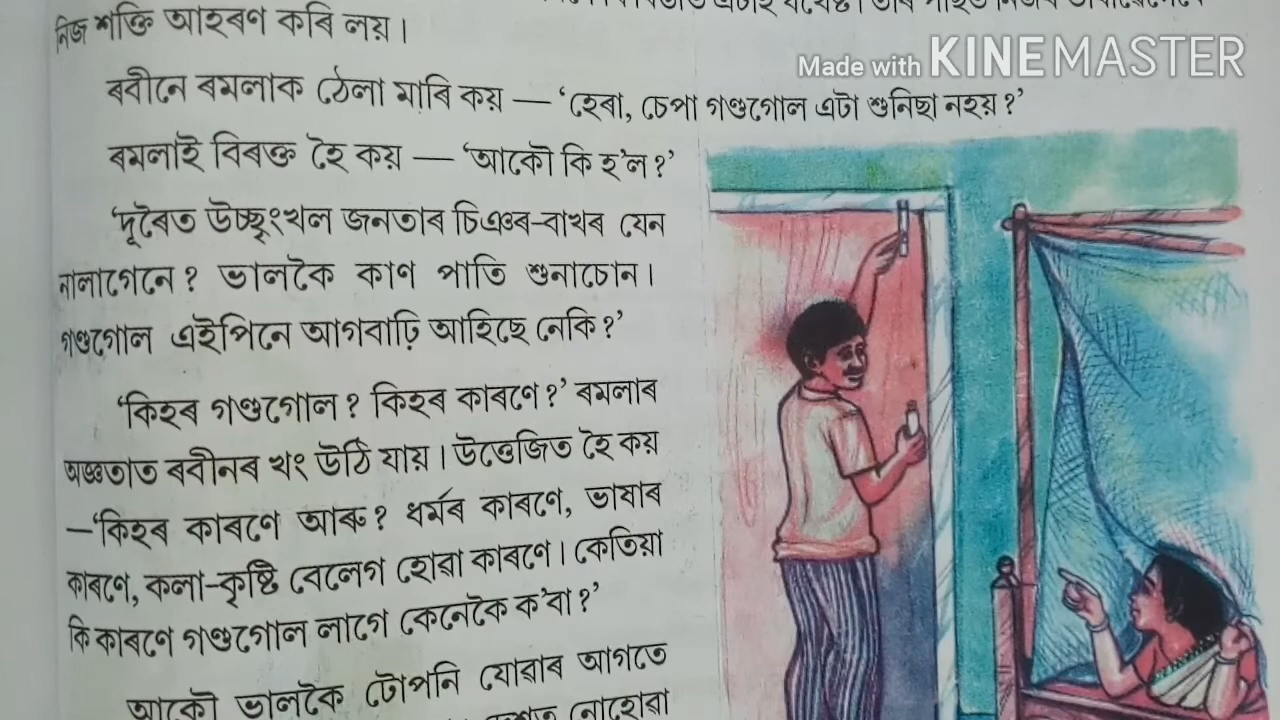 নিজ শক্তি আহৰণ কৰি লয়।
Made with KINEMASTER
ৰবীনে ৰমলাক ঠেলা মাৰি কয় — ‘হেৰা, চেপা গণ্ডগোল এটা শুনিছা নহয় ?’
ৰমলাই বিৰক্ত হৈ কয় — ‘আকৌ কি হ’ল ?’
‘দূৰৈত উচ্ছৃংখল জনতাৰ চিঞৰ-বাখৰ যেন
নালাগেনে ? ভালকৈ কাণ পাতি শুনাচোন।
গণ্ডগোল এইপিনে আগবাঢ়ি আহিছে নেকি ?’
‘কিহৰ গণ্ডগোল ? কিহৰ কাৰণে ?’ ৰমলাৰ
অজ্ঞতাত ৰবীনৰ খং উঠি যায়। উত্তেজিত হৈ কয়
—‘কিহৰ কাৰণে আৰু ? ধৰ্মৰ কাৰণে, ভাষাৰ
কাৰণে, কলা-কৃষ্টি বেলেগ হোৱা কাৰণে। কেতিয়া
কি কাৰণে গণ্ডগোল লাগে কেনেকৈ ক’বা ?’
আকৌ ভালকৈ টোপনি যোৱাৰ আগতে
নোহোৱা